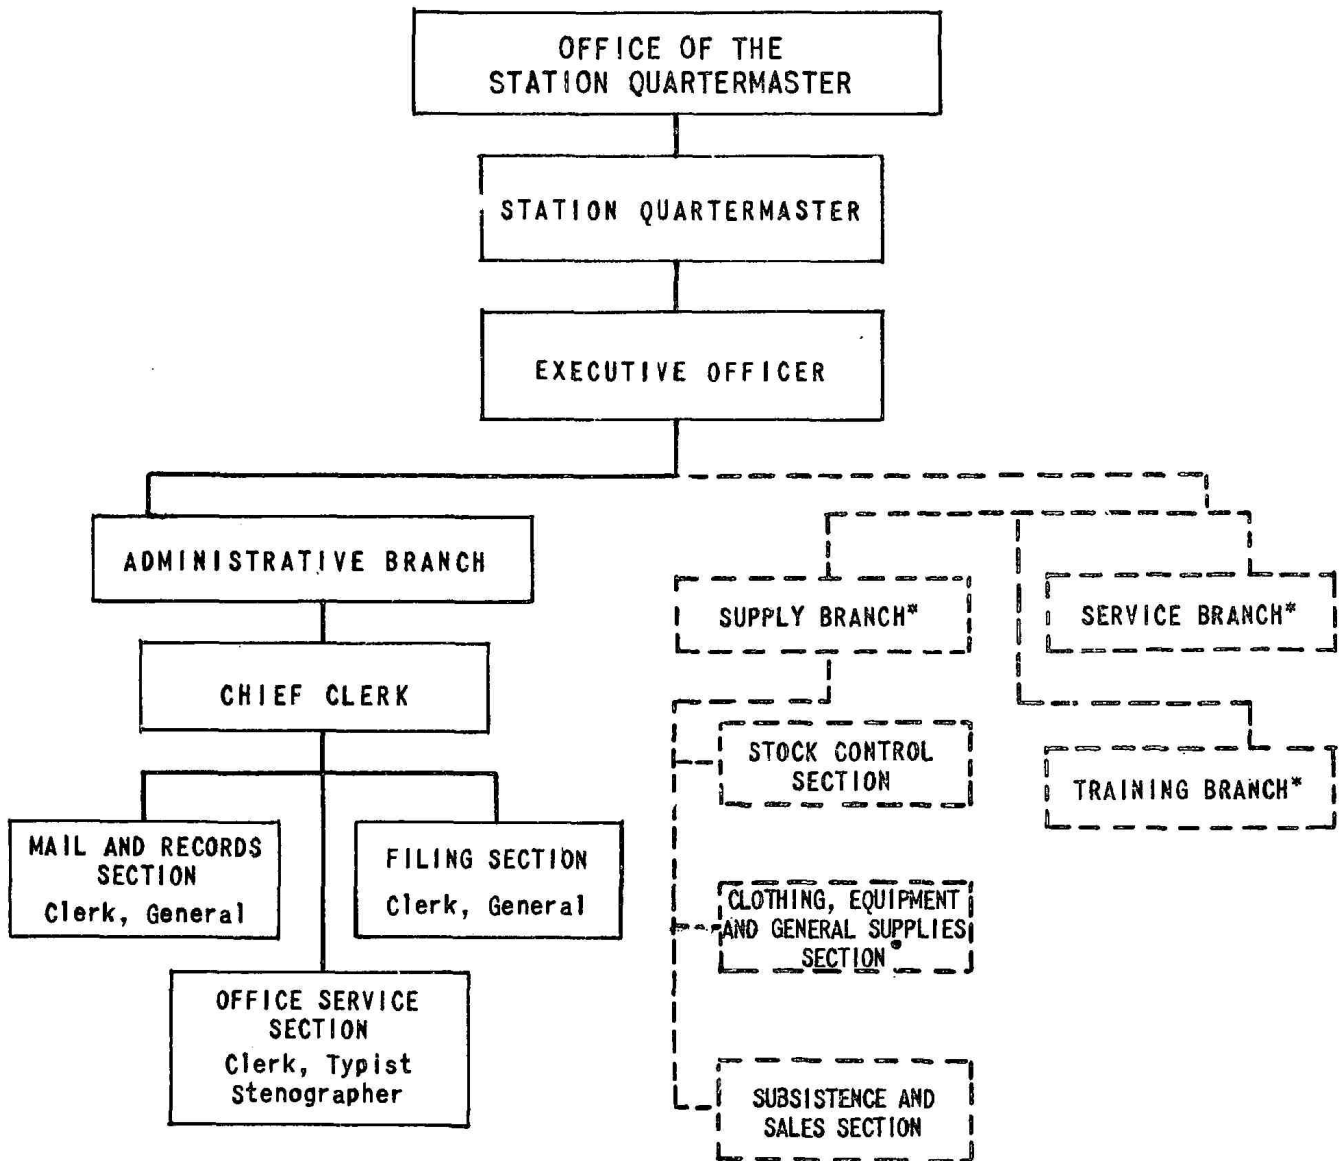 OFFICE OF THE
STATION QUARTERMASTER
STATION QUARTERMASTER
EXECUTIVE OFFICER
ADMINISTRATIVE BRANCH
CHIEF CLERK
MAIL AND RECORDS
SECTION
Clerk, General
FILING SECTION
Clerk, General
OFFICE SERVICE
SECTION
Clerk, Typist
Stenographer
SUPPLY BRANCH*
STOCK CONTROL
SECTION
CLOTHING, EQUIPMENT
AND GENERAL SUPPLIES
SECTION*
SUBSISTENCE AND
SALES SECTION
SERVICE BRANCH*
TRAINING BRANCH*